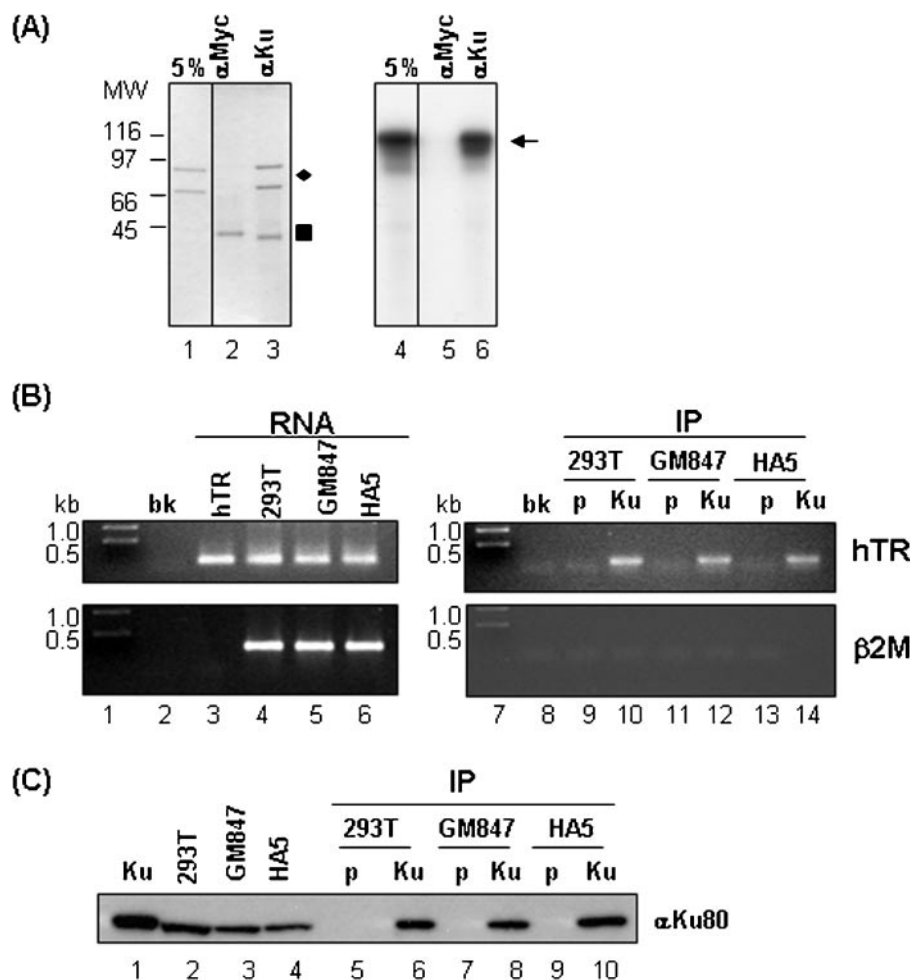 (A)
5% αMyc αKu
MW
116
97
66
45
1 2 3
5% αMyc αKu
4 5 6
(B)
RNA
kb bk hTR 293T GM847 HA5
1.0
0.5
1.0
0.5
1 2 3 4 5 6
IP
293T GM847 HA5
kb bk p Ku p Ku p Ku
1.0
0.5
hTR
1.0
0.5
β2M
7 8 9 10 11 12 13 14
(C)
IP
293T GM847 HA5
Ku 293T GM847 HA5 p Ku p Ku p Ku
αKu80
1 2 3 4 5 6 7 8 9 10